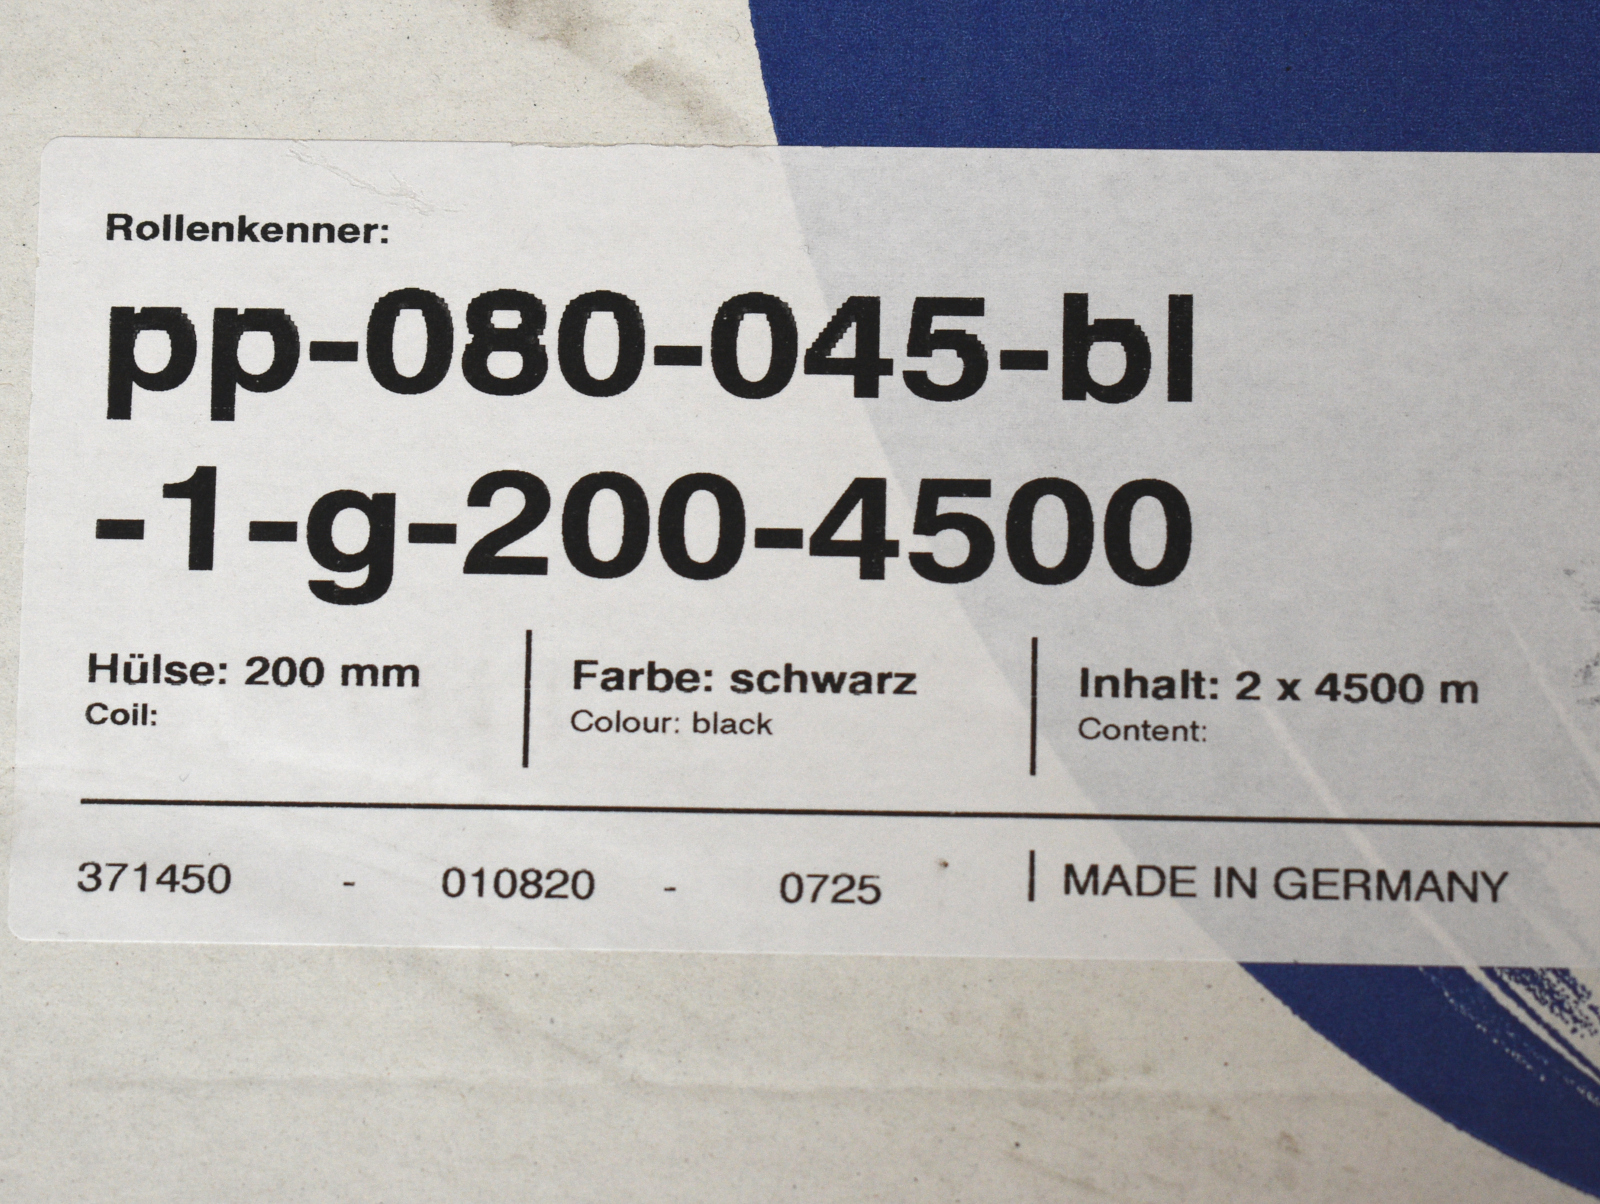 Rollenkenner:
pp-080-045-bl
-1-g-200-4500
Hülse: 200 mm
Coil:
Farbe: schwarz
Colour: black
Inhalt: 2 x 4500 m
Content:
371450 - 010820 - 0725 | MADE IN GERMANY